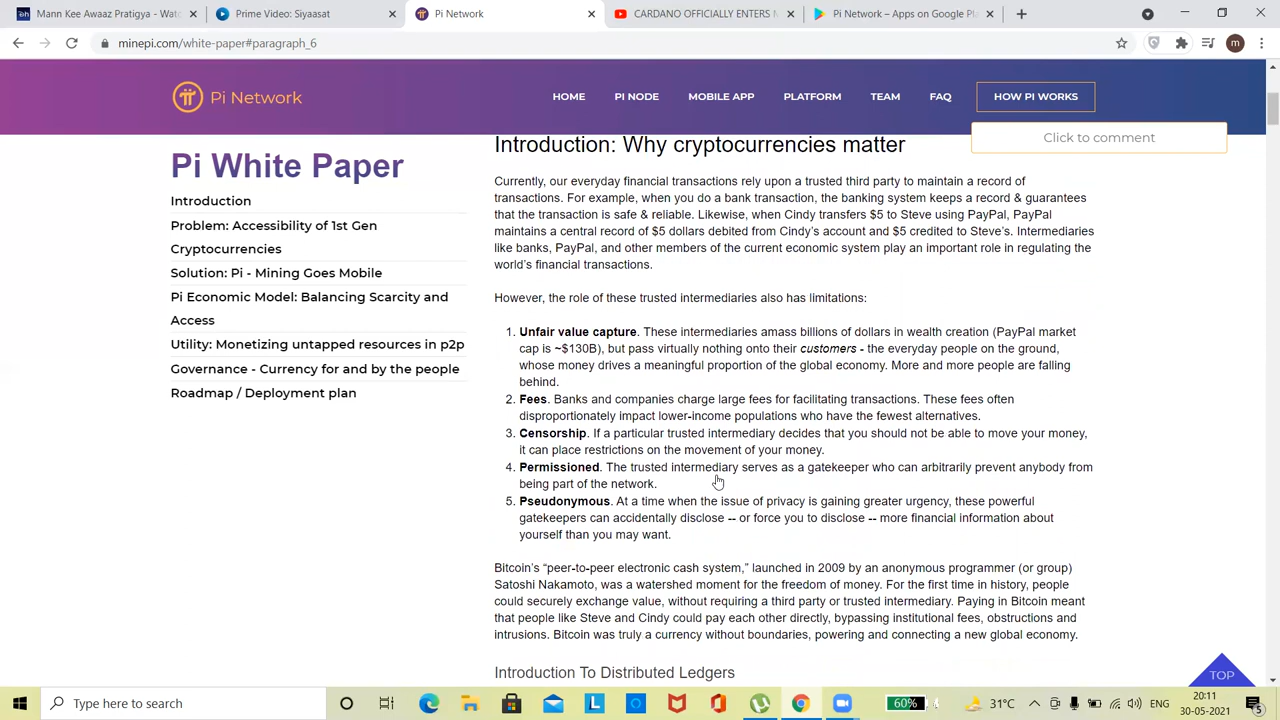 Mann Kee Awaaz Pratigya - Wat
Prime Video: Siyaasat
Pi Network
CARDANO OFFICIALLY ENTERS
Pi Network – Apps on Google Pl
minepi.com/white-paper#paragraph_6
m
Pi Network
HOME
PI NODE
MOBILE APP
PLATFORM
TEAM
FAQ
HOW PI WORKS
Click to comment
Pi White Paper
Introduction
Problem: Accessibility of 1st Gen
Cryptocurrencies
Solution: Pi - Mining Goes Mobile
Pi Economic Model: Balancing Scarcity and
Access
Utility: Monetizing untapped resources in p2p
Governance - Currency for and by the people
Roadmap / Deployment plan
Introduction: Why cryptocurrencies matter
Currently, our everyday financial transactions rely upon a trusted third party to maintain a record of
transactions. For example, when you do a bank transaction, the banking system keeps a record & guarantees
that the transaction is safe & reliable. Likewise, when Cindy transfers $5 to Steve using PayPal, PayPal
maintains a central record of $5 dollars debited from Cindy's account and $5 credited to Steve's. Intermediaries
like banks, PayPal, and other members of the current economic system play an important role in regulating the
world's financial transactions.
However, the role of these trusted intermediaries also has limitations:
1. Unfair value capture. These intermediaries amass billions of dollars in wealth creation (PayPal market
cap is ~$130B), but pass virtually nothing onto their customers - the everyday people on the ground,
whose money drives a meaningful proportion of the global economy. More and more people are falling
behind.
2. Fees. Banks and companies charge large fees for facilitating transactions. These fees often
disproportionately impact lower-income populations who have the fewest alternatives.
3. Censorship. If a particular trusted intermediary decides that you should not be able to move your money,
it can place restrictions on the movement of your money.
4. Permissioned. The trusted intermediary serves as a gatekeeper who can arbitrarily prevent anybody from
being part of the network.
5. Pseudonymous. At a time when the issue of privacy is gaining greater urgency, these powerful
gatekeepers can accidentally disclose -- or force you to disclose -- more financial information about
yourself than you may want.
Bitcoin's “peer-to-peer electronic cash system,” launched in 2009 by an anonymous programmer (or group)
Satoshi Nakamoto, was a watershed moment for the freedom of money. For the first time in history, people
could securely exchange value, without requiring a third party or trusted intermediary. Paying in Bitcoin meant
that people like Steve and Cindy could pay each other directly, bypassing institutional fees, obstructions and
intrusions. Bitcoin was truly a currency without boundaries, powering and connecting a new global economy.
Introduction To Distributed Ledgers
TOP
Type here to search
60%
31°C
ENG
20:11
30-05-2021
5